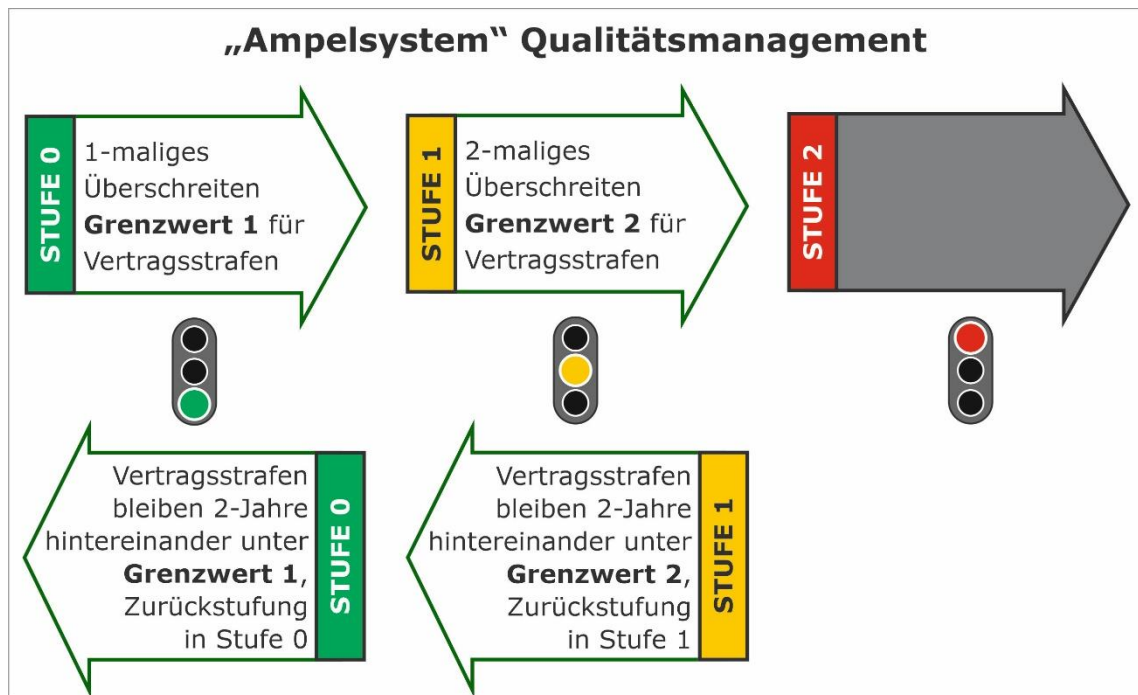 „Ampelsystem“ Qualitätsmanagement
STUFE 0
1-maliges
Überschreiten
Grenzwert 1 für
Vertragsstrafen
STUFE 1
2-maliges
Überschreiten
Grenzwert 2 für
Vertragsstrafen
STUFE 2
Vertragsstrafen
bleiben 2-Jahre
hintereinander unter
Grenzwert 1,
Zurückstufung
in Stufe 0
STUFE 0
Vertragsstrafen
bleiben 2-Jahre
hintereinander unter
Grenzwert 2,
Zurückstufung
in Stufe 1
STUFE 1